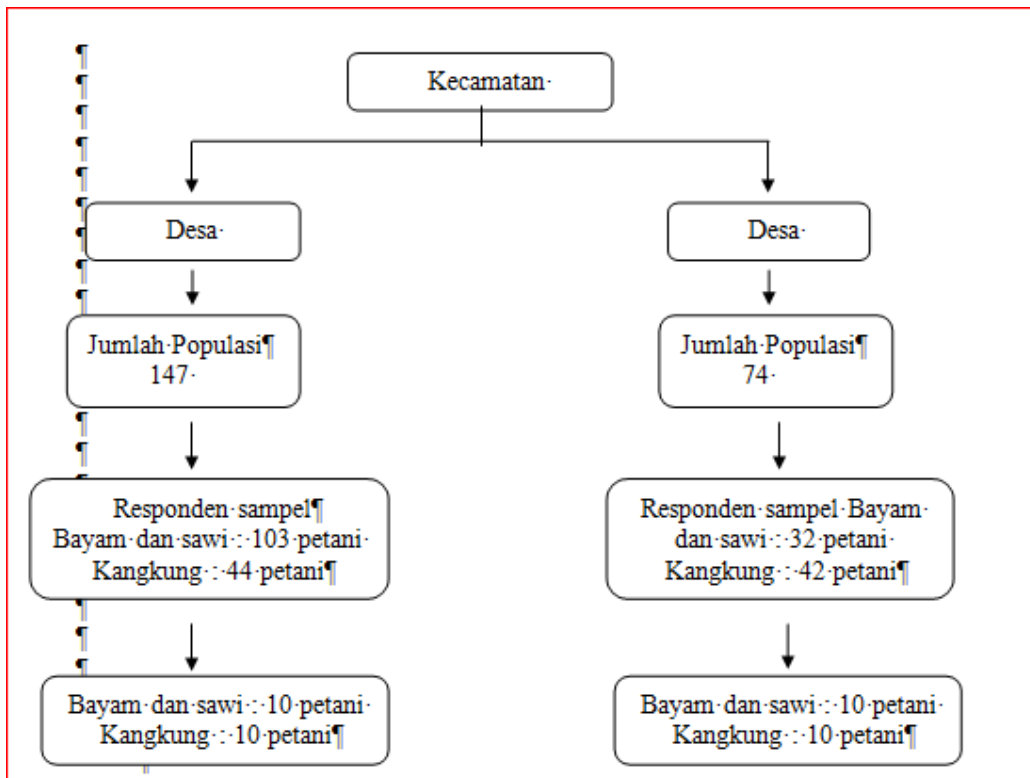 Kecamatan
Desa
Desa
Jumlah Populasi
147
Jumlah Populasi
74
Responden sampel
Bayam dan sawi : 103 petani
Kangkung : 44 petani
Responden sampel Bayam
dan sawi : 32 petani
Kangkung : 42 petani
Bayam dan sawi : 10 petani
Kangkung : 10 petani
Bayam dan sawi : 10 petani
Kangkung : 10 petani